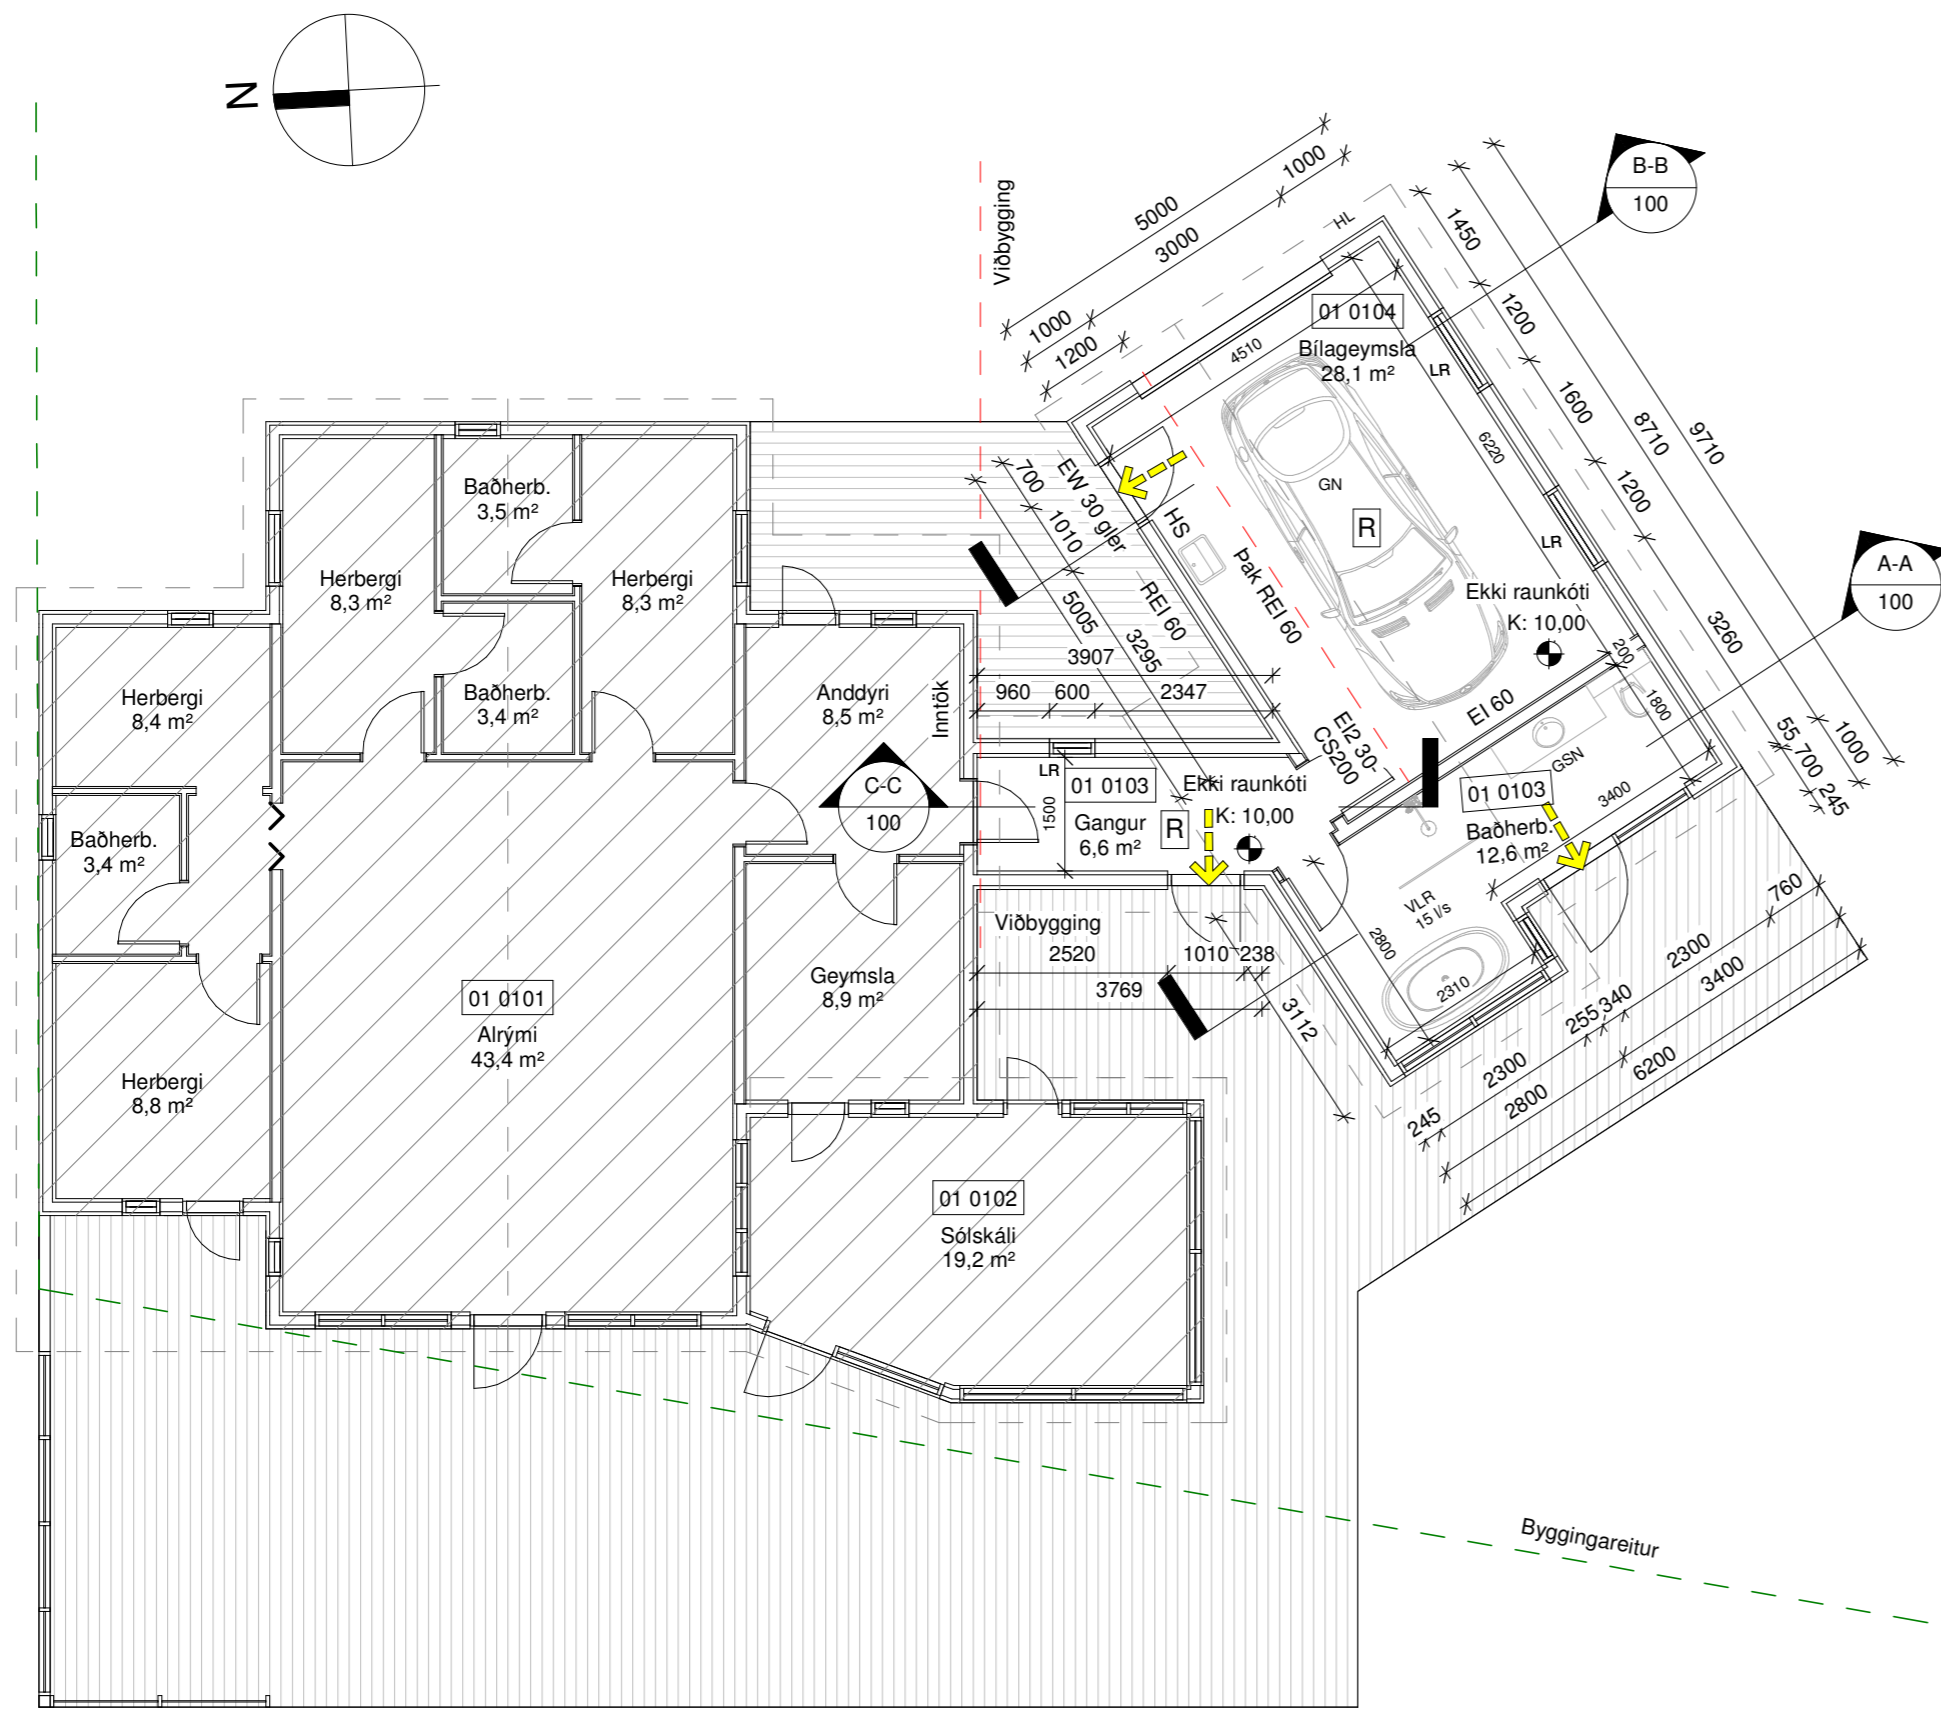 N
Viðbygging
B-B
100
A-A
100
5000
1000
3000
1000
1200
HL
1450
1200
1600
1200
3260
8710
9710
1000
55
700
245
01 0104
Bílageymsla
28,1 m²
4510
6220
LR
LR
GN
R
Ekki raunkóti
K: 10,00
200
1800
EW 30 gler
HS
REI 60
Þak REI 60
EI 60
EI2 30-
CS200
700
1010
5005
3295
3907
960
600
2347
Baðherb.
3,5 m²
Herbergi
8,3 m²
Herbergi
8,3 m²
Baðherb.
3,4 m²
Herbergi
8,4 m²
Anddyri
8,5 m²
Inntök
C-C
100
LR
01 0103
1500
Gangur
6,6 m²
R
Ekki raunkóti
K: 10,00
GSN
01 0103
3400
Baðherb.
12,6 m²
VLR
15 l/s
2800
2310
Baðherb.
3,4 m²
Viðbygging
2520
1010
238
3769
3112
Geymsla
8,9 m²
01 0101
Alrými
43,4 m²
Herbergi
8,8 m²
760
2300
3400
340
255
6200
2300
2800
245
01 0102
Sólskáli
19,2 m²
Byggingareitur